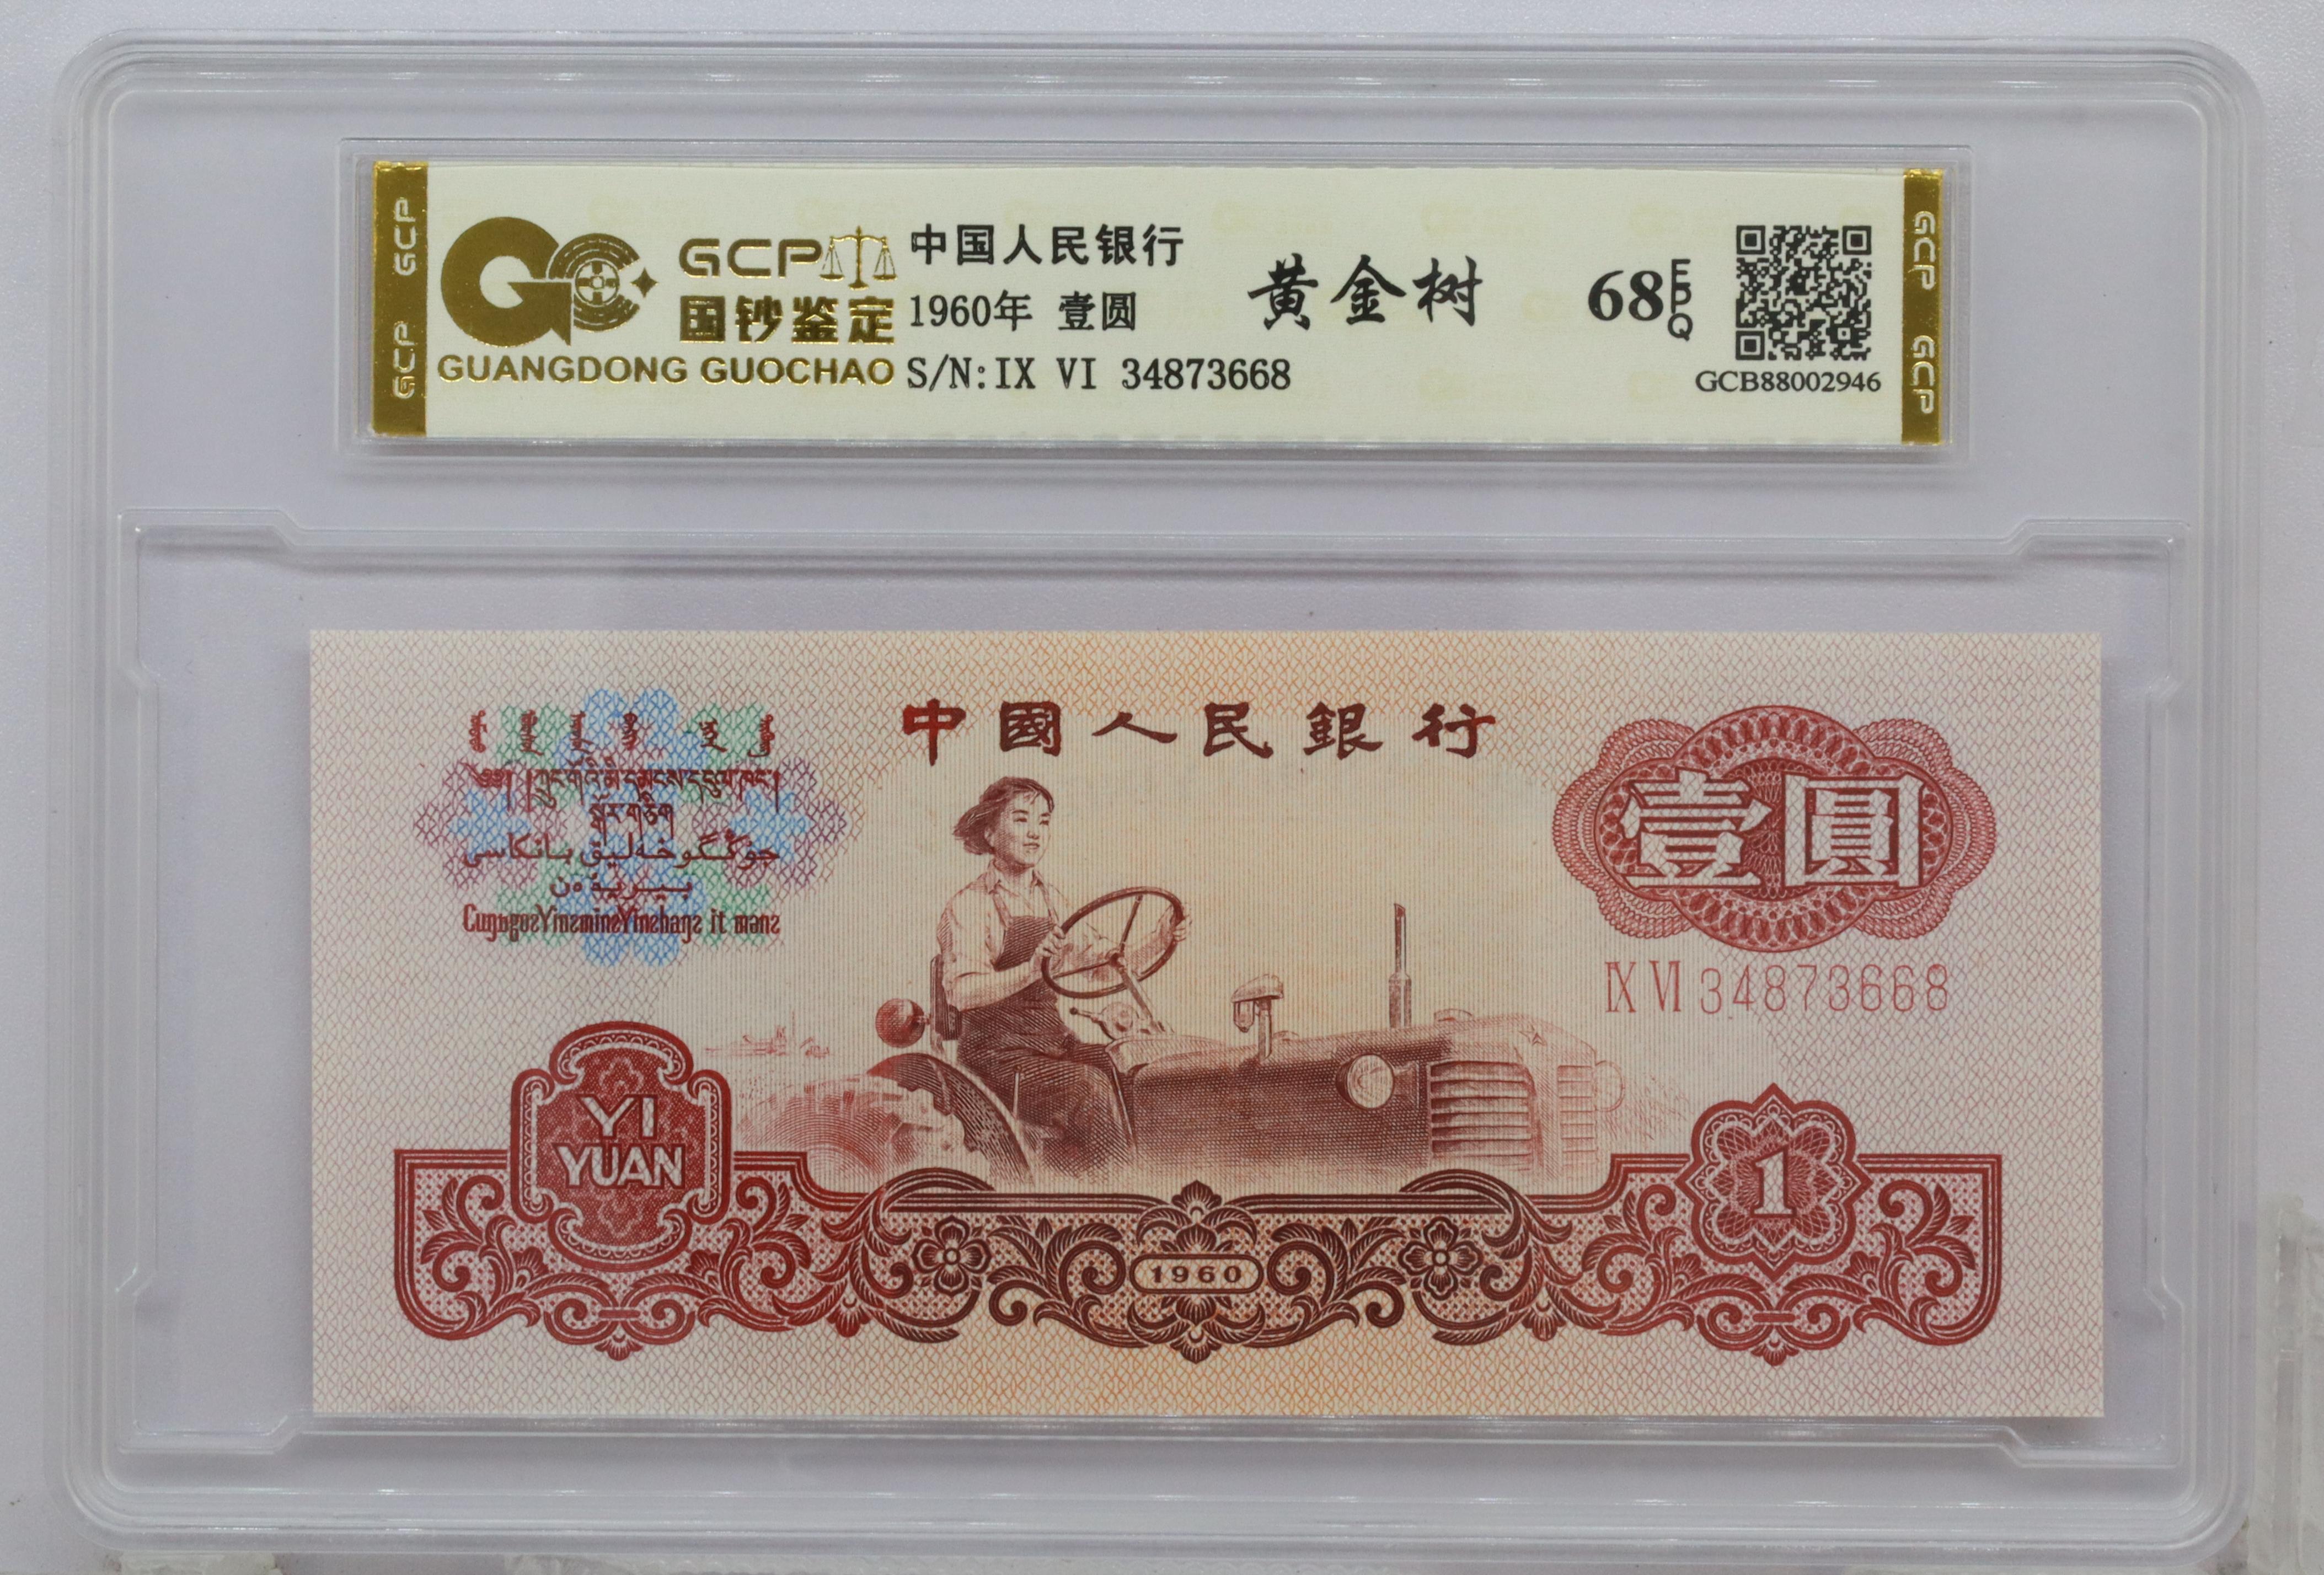 GCP GCP
GCP
国钞鉴定
GUANGDONG GUOCHAO
中国人民银行
1960年 壹圆
S/N:IX VI 34873668
黄金树
68 EPQ
GCB88002946
GCP GCP
中國人民銀行
壹圓
IX VI 34873668
YI
YUAN
1960
1